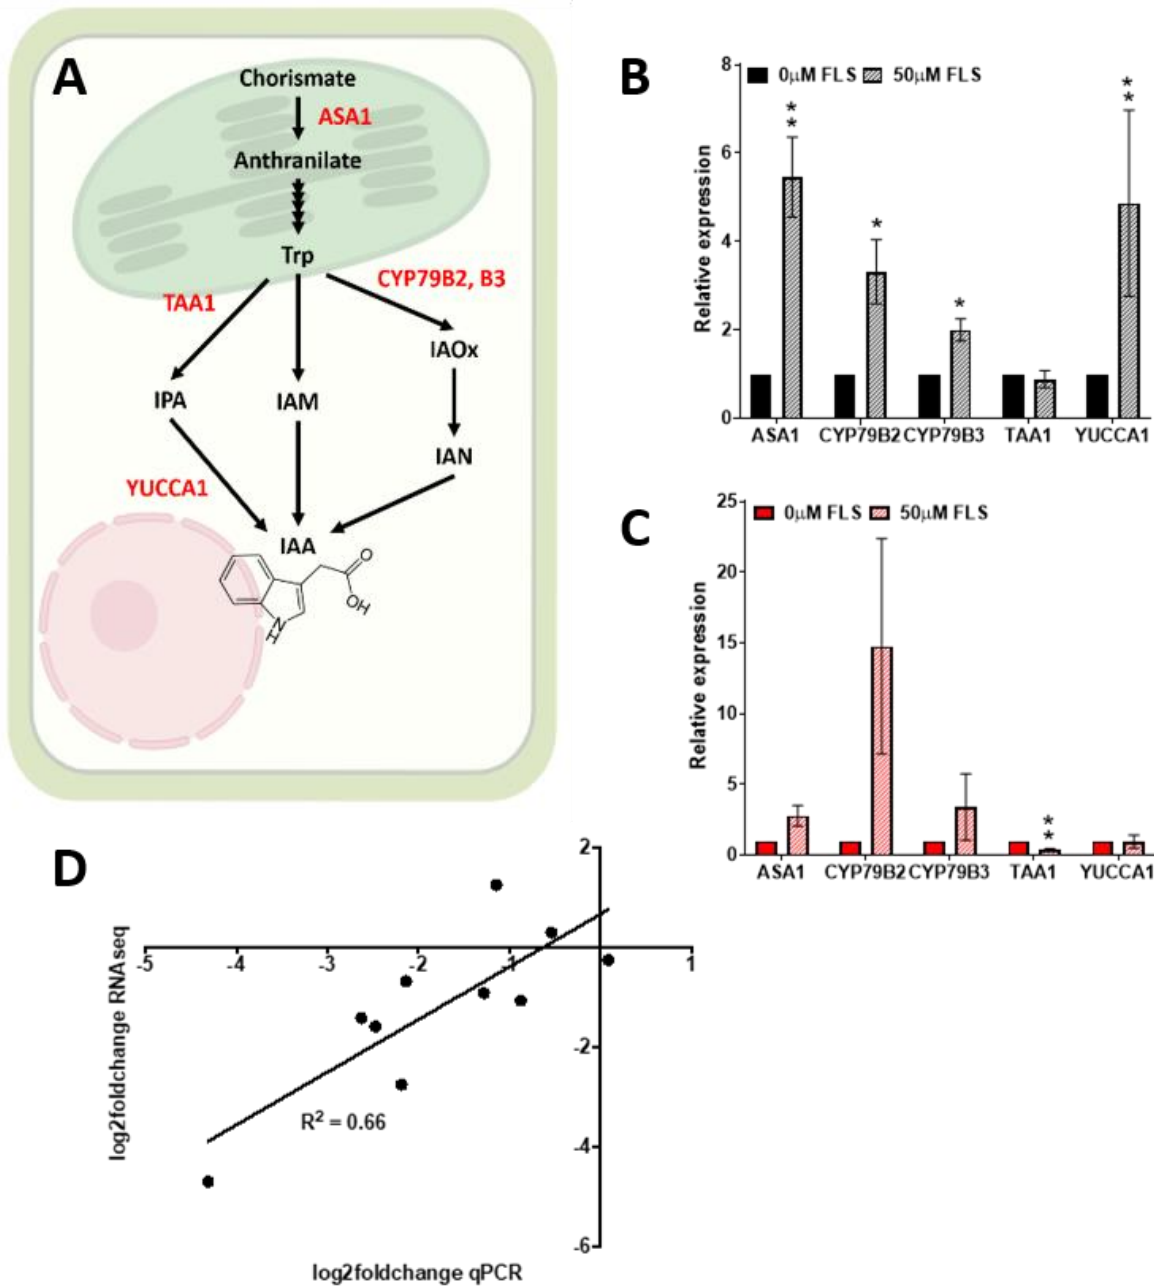 A
Chorismate
ASA1
Anthranilate
Trp
TAA1
CYP79B2, B3
IAOx
IPA
IAM
IAN
YUCCA1
IAA
O
OH
N
H
B
0μM FLS 50μM FLS
Relative expression
8
6
4
2
0
** * * **
ASA1 CYP79B2 CYP79B3 TAA1 YUCCA1
C
0μM FLS 50μM FLS
Relative expression
25
20
15
10
5
0
**
ASA1 CYP79B2 CYP79B3 TAA1 YUCCA1
D
log2foldchange RNAseq
2
-5 -4 -3 -2 -1 1
-2
-4
-6
R² = 0.66
log2foldchange qPCR